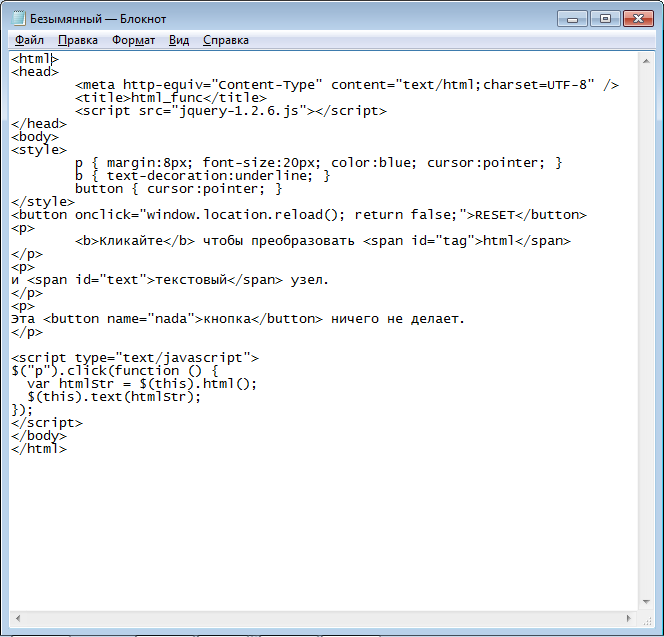 Безымянный — Блокнот
Файл Правка Формат Вид Справка
<html>
<head>
        <meta http-equiv="Content-Type" content="text/html;charset=UTF-8" />
        <title>html_func</title>
        <script src="jquery-1.2.6.js"></script>
</head>
<body>
<style>
        p { margin:8px; font-size:20px; color:blue; cursor:pointer; }
        b { text-decoration:underline; }
        button { cursor:pointer; }
</style>
<button onclick="window.location.reload(); return false;">RESET</button>
<p>
        <b>Кликайте</b> чтобы преобразовать <span id="tag">html</span>
</p>
<p>
и <span id="text">текстовый</span> узел.
</p>
<p>
Эта <button name="nada">кнопка</button> ничего не делает.
</p>

<script type="text/javascript">
$("p").click(function () {
  var htmlStr = $(this).html();
  $(this).text(htmlStr);
});
</script>
</body>
</html>